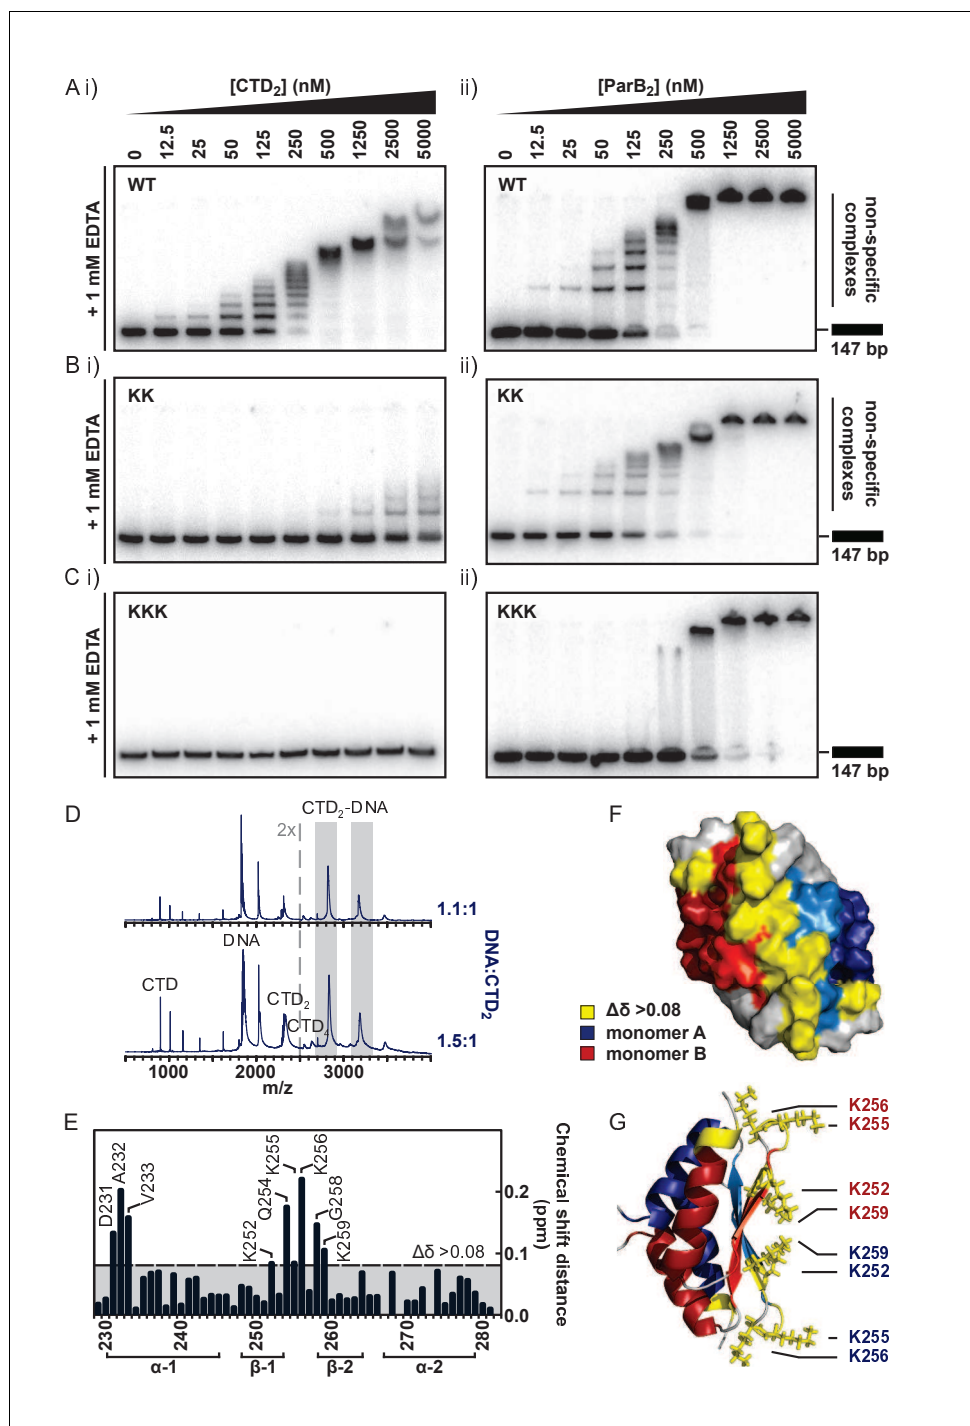 A i)
[CTD2] (nM)
0 12.5 25 50 125 250 500 1250 2500 5000
+ 1 mM EDTA
WT
ii)
[ParB2] (nM)
0 12.5 25 50 125 250 500 1250 2500 5000
WT
non-specific
complexes
147 bp
B i)
+ 1 mM EDTA
KK
ii)
KK
non-specific
complexes
147 bp
C i)
+ 1 mM EDTA
KKK
ii)
KKK
147 bp
D
CTD2-DNA
2x
1.1:1
DNA
CTD
CTD2
CTD4
1.5:1
DNA:CTD2
1000 2000 3000
m/z
E
D231
A232
V233
K252
Q254
K255
K256
G258
K259
Δδ >0.08
0.2
0.1
0.0
Chemical shift distance
(ppm)
230 240 250 260 270 280
α-1 β-1 β-2 α-2
F
Δδ >0.08
monomer A
monomer B
G
K256
K255
K252
K259
K259
K252
K255
K256